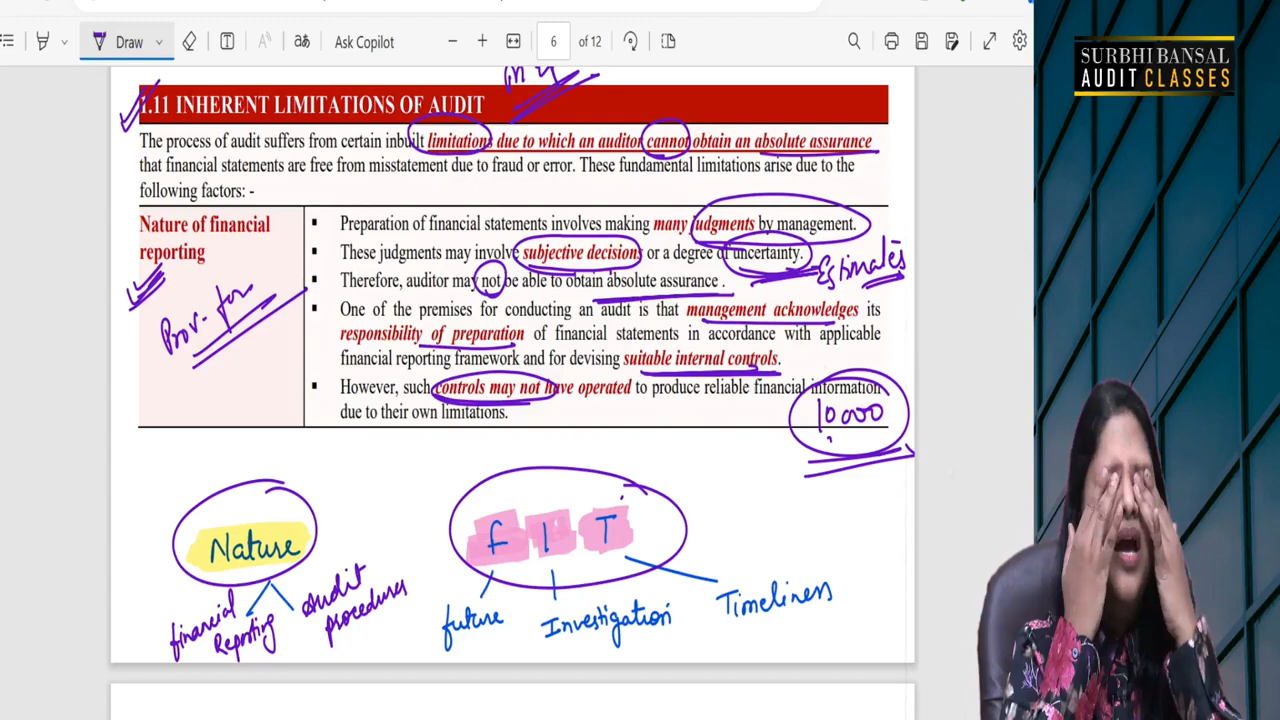 Draw
Ask Copilot
6
of 12
SURBHI BANSAL
AUDIT CLASSES
1.11 INHERENT LIMITATIONS OF AUDIT
The process of audit suffers from certain inbuilt limitations due to which an auditor cannot obtain an absolute assurance
that financial statements are free from misstatement due to fraud or error. These fundamental limitations arise due to the
following factors: -
Nature of financial
reporting
Prov. for
▪ Preparation of financial statements involves making many judgments by management.
▪ These judgments may involve subjective decisions or a degree of uncertainty.
Estimates
▪ Therefore, auditor may not be able to obtain absolute assurance .
▪ One of the premises for conducting an audit is that management acknowledges its
responsibility of preparation of financial statements in accordance with applicable
financial reporting framework and for devising suitable internal controls.
▪ However, such controls may not have operated to produce reliable financial information
due to their own limitations.
10,000
Nature
financial
Reporting
Audit
procedures
f I T
future
Investigation
Timeliness